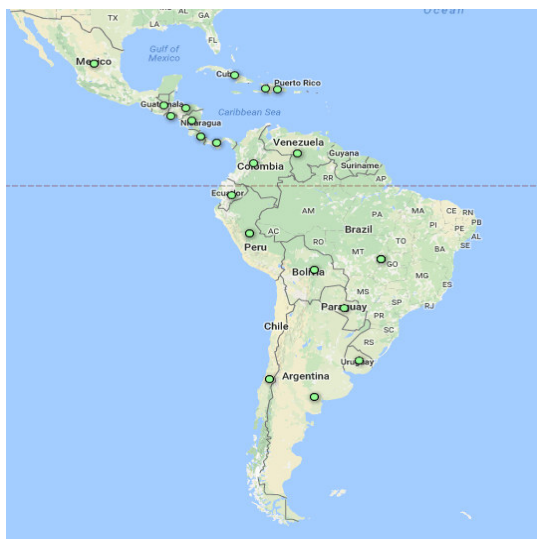 AL
GA
TX
LA
Ocean
FL
Gulf of
Mexico
Mexico
Cuba
Puerto Rico
Guatemala
Caribbean Sea
Nicaragua
Venezuela
Guyana
Suriname
Colombia
RR
AP
Ecuador
AM
PA
MA
CE
RN
PB
PI
PE
AC
RO
Brazil
TO
AL
SE
Peru
MT
BA
GO
Bolivia
MG
ES
MS
SP
RJ
Paraguay
PR
SC
Chile
RS
Uruguay
Argentina